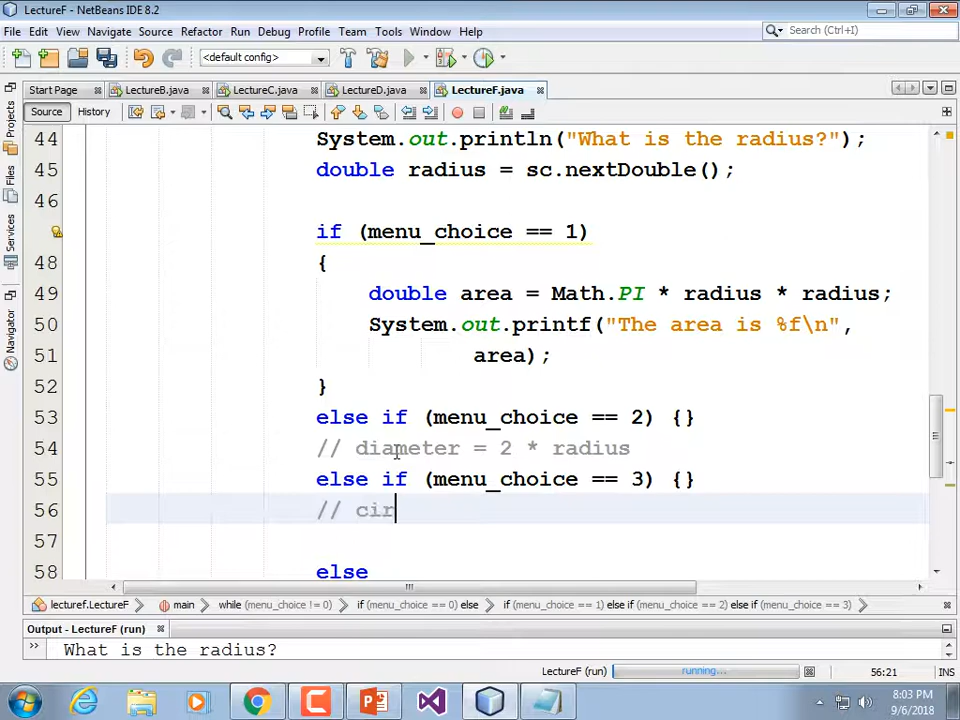 LectureF - NetBeans IDE 8.2
File Edit View Navigate Source Refactor Run Debug Profile Team Tools Window Help
Search (Ctrl+I)
<default config>
Start Page LectureB.java LectureC.java LectureD.java LectureF.java
Source History
Projects
Files
Services
Navigator
44 System.out.println("What is the radius?");
45 double radius = sc.nextDouble();
46
if (menu_choice == 1)
48 {
49 double area = Math.PI * radius * radius;
50 System.out.printf("The area is %f\n",
51 area);
52 }
53 else if (menu_choice == 2) {}
54 // diameter = 2 * radius
55 else if (menu_choice == 3) {}
56 // cir
57
58 else
lecturef.LectureF main while (menu_choice != 0) if (menu_choice == 0) else if (menu_choice == 1) else if (menu_choice == 2) else if (menu_choice == 3)
Output - LectureF (run)
What is the radius?
LectureF (run) running... 56:21 INS
8:03 PM
9/6/2018